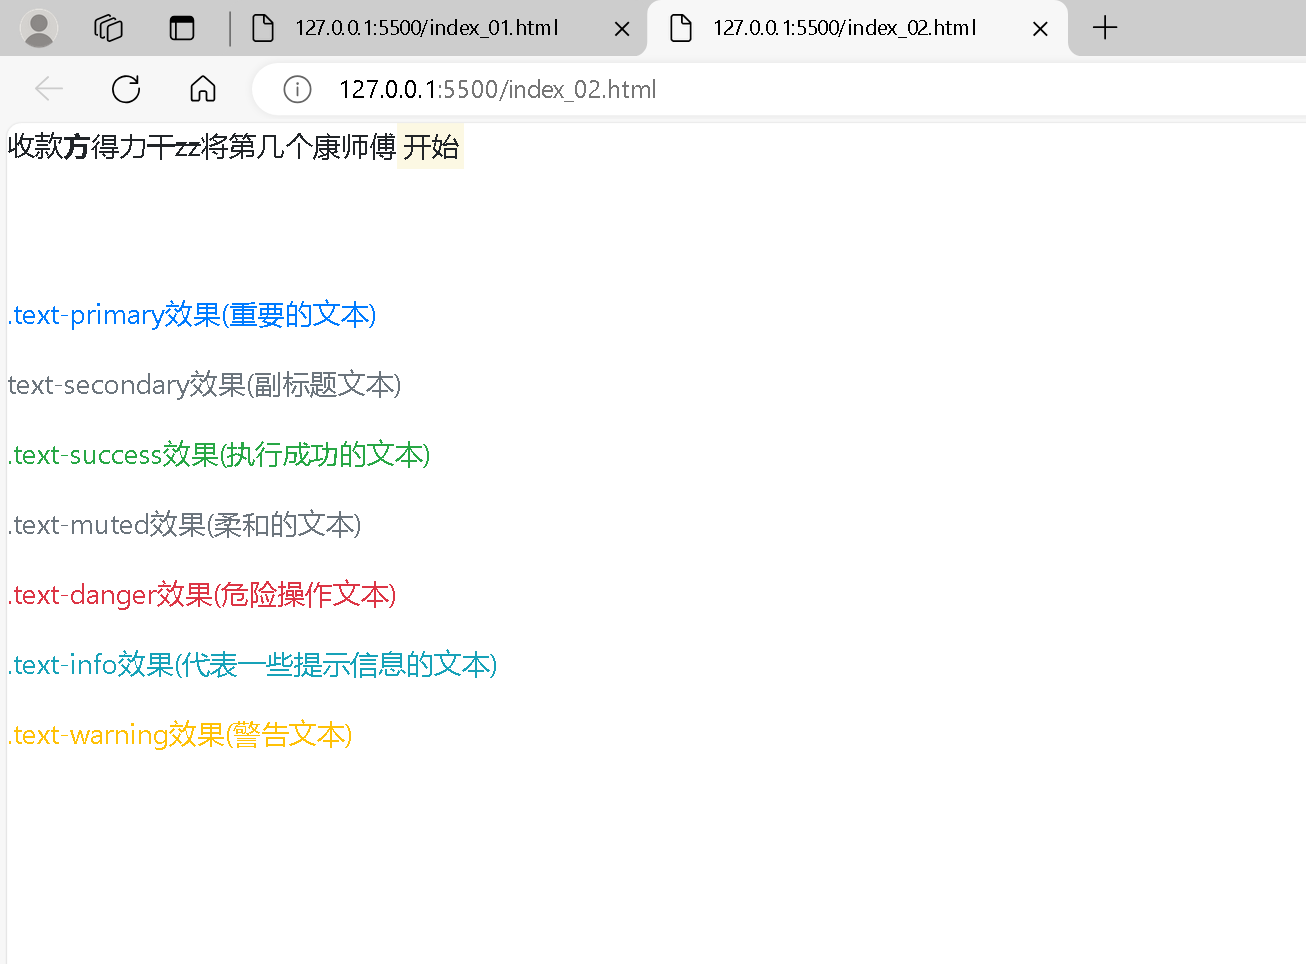 127.0.0.1:5500/index_01.html
127.0.0.1:5500/index_02.html
127.0.0.1:5500/index_02.html
收款方得力干zz将第几个康师傅 开始
.text-primary效果(重要的文本)
text-secondary效果(副标题文本)
.text-success效果(执行成功的文本)
.text-muted效果(柔和的文本)
.text-danger效果(危险操作文本)
.text-info效果(代表一些提示信息的文本)
.text-warning效果(警告文本)